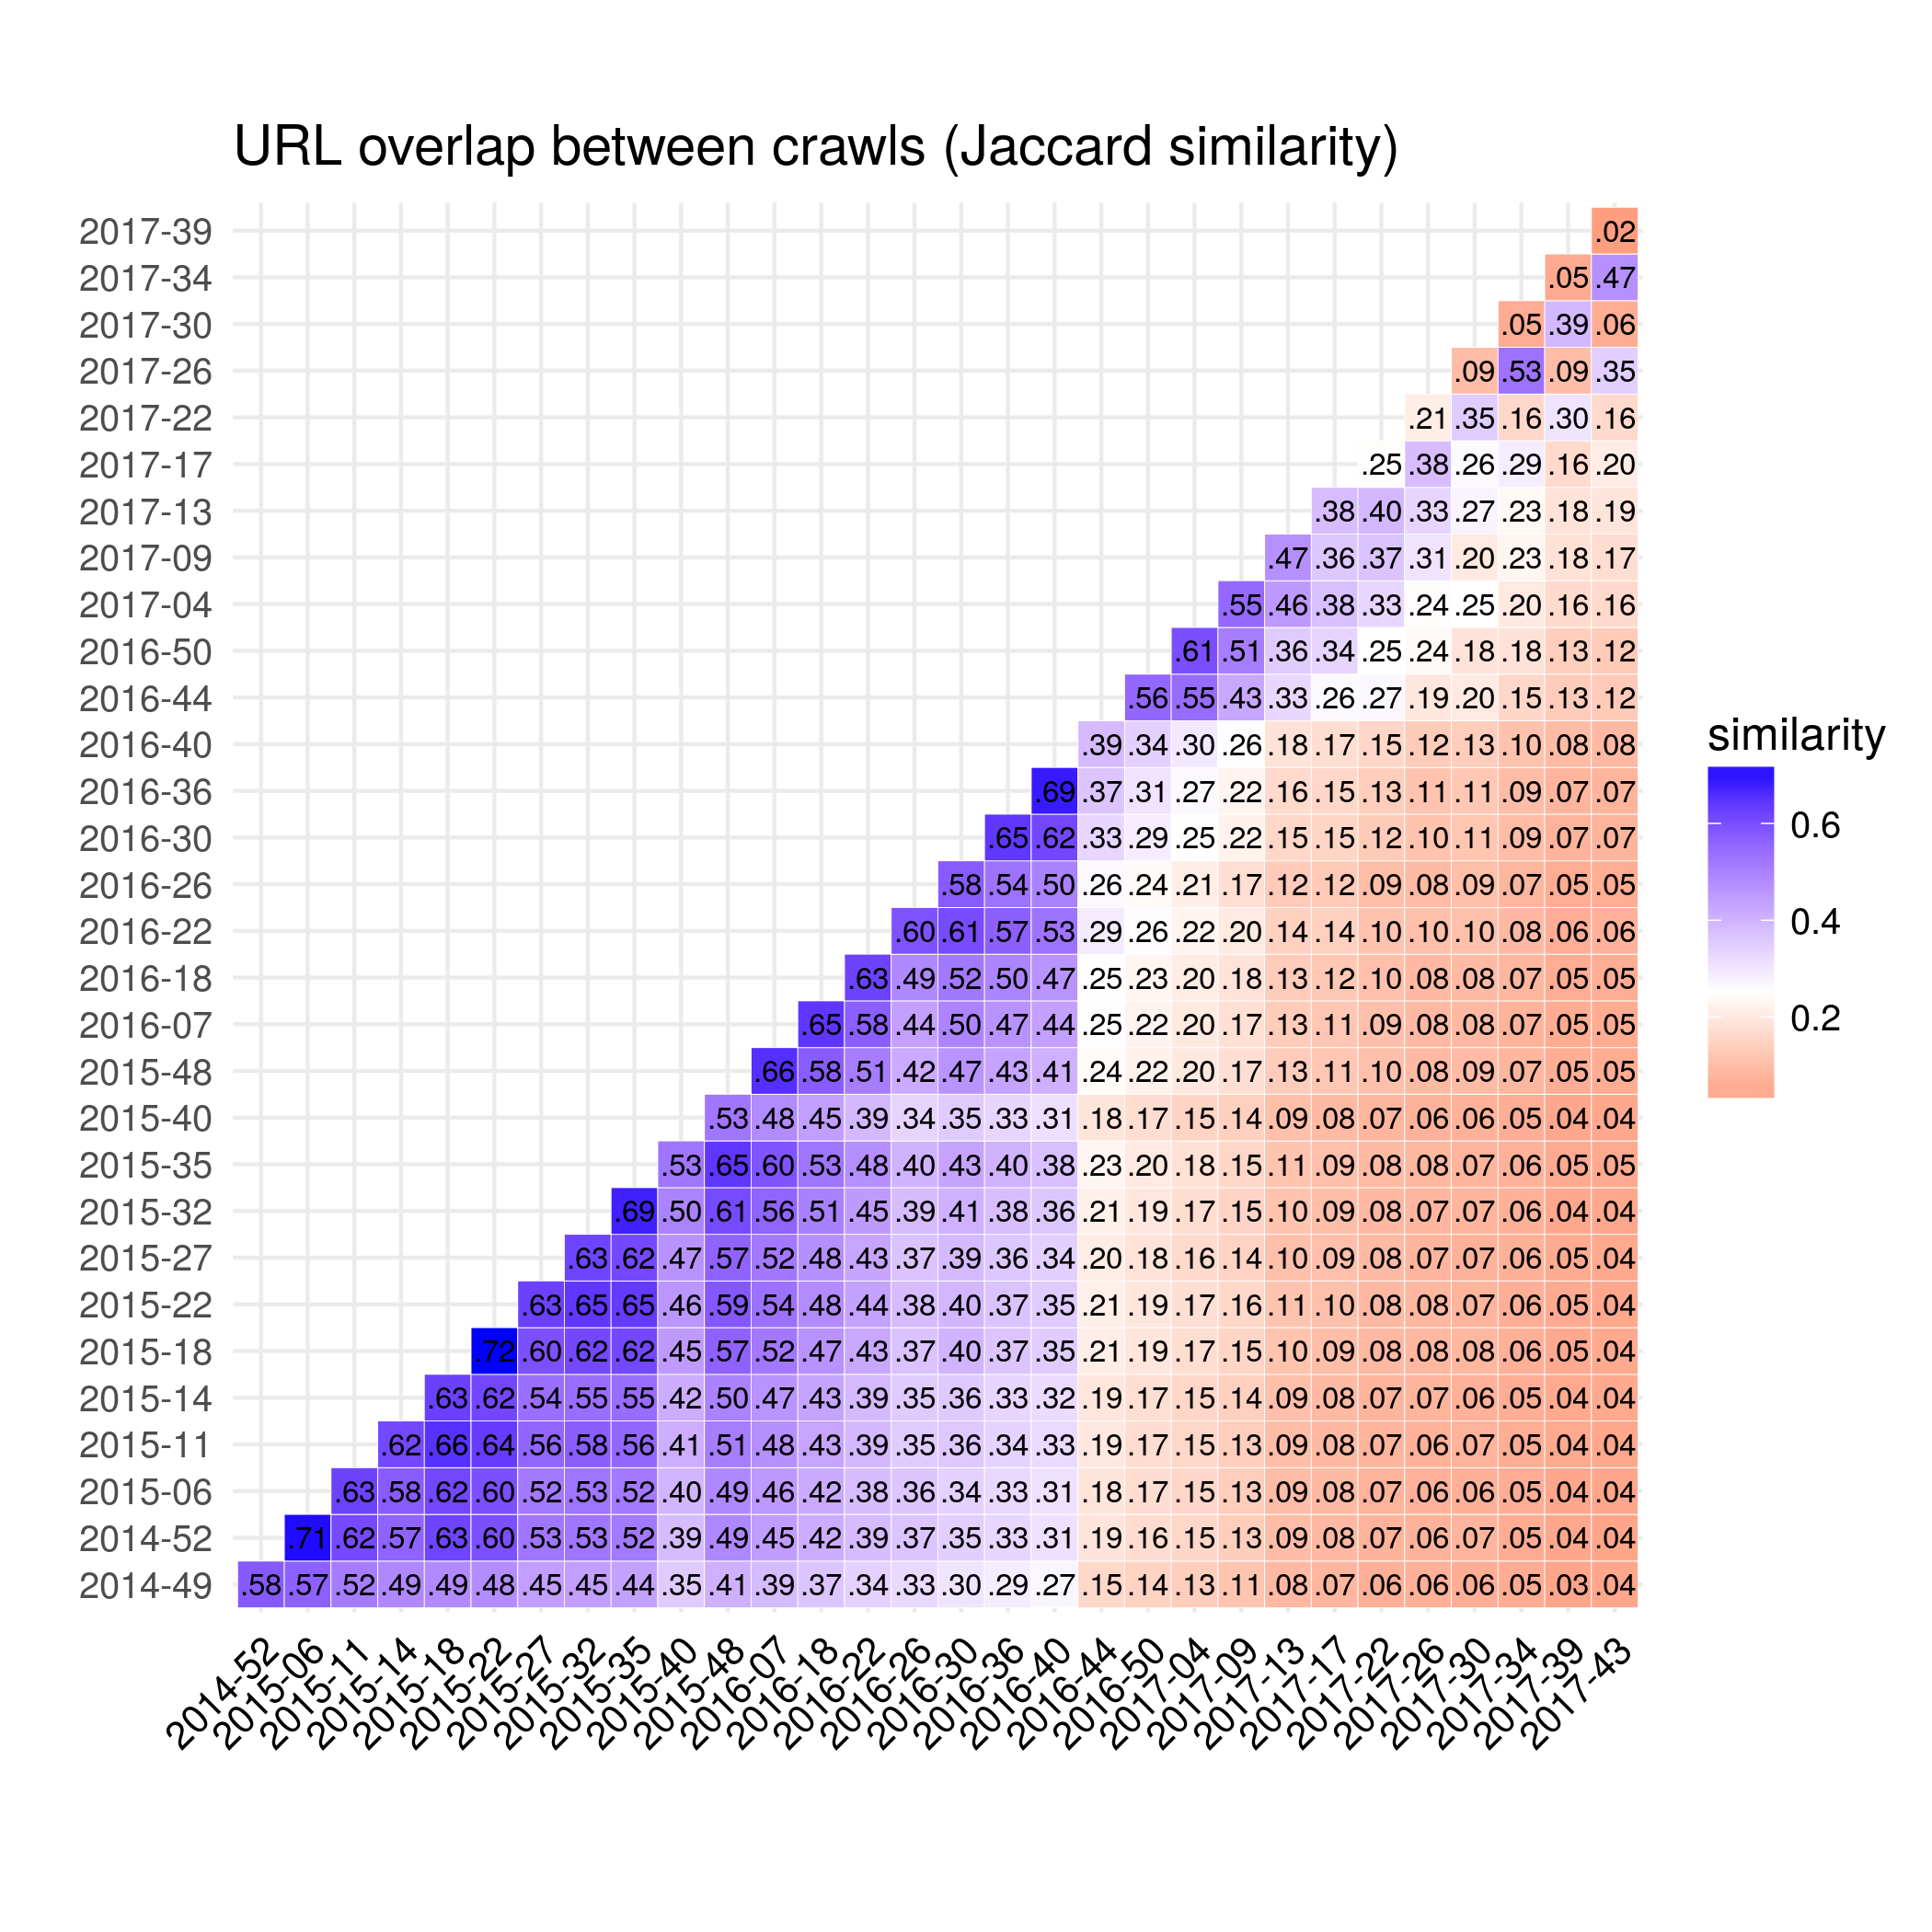 URL overlap between crawls (Jaccard similarity)
2017-39 .02
2017-34 .05 .47
2017-30 .05 .39 .06
2017-26 .09 .53 .09 .35
2017-22 .21 .35 .16 .30 .16
2017-17 .25 .38 .26 .29 .16 .20
2017-13 .38 .40 .33 .27 .23 .18 .19
2017-09 .47 .36 .37 .31 .20 .23 .18 .17
2017-04 .55 .46 .38 .33 .24 .25 .20 .16 .16
2016-50 .61 .51 .36 .34 .25 .24 .18 .18 .13 .12
2016-44 .56 .55 .43 .33 .26 .27 .19 .20 .15 .13 .12
2016-40 .39 .34 .30 .26 .18 .17 .15 .12 .13 .10 .08 .08
2016-36 .69 .37 .31 .27 .22 .16 .15 .13 .11 .11 .09 .07 .07
2016-30 .65 .62 .33 .29 .25 .22 .15 .15 .12 .10 .11 .09 .07 .07
2016-26 .58 .54 .50 .26 .24 .21 .17 .12 .12 .09 .08 .09 .07 .05 .05
2016-22 .60 .61 .57 .53 .29 .26 .22 .20 .14 .14 .10 .10 .10 .08 .06 .06
2016-18 .63 .49 .52 .50 .47 .25 .23 .20 .18 .13 .12 .10 .08 .08 .07 .05 .05
2016-07 .65 .58 .44 .50 .47 .44 .25 .22 .20 .17 .13 .11 .09 .08 .08 .07 .05 .05
2015-48 .66 .58 .51 .42 .47 .43 .41 .24 .22 .20 .17 .13 .11 .10 .08 .09 .07 .05 .05
2015-40 .53 .48 .45 .39 .34 .35 .33 .31 .18 .17 .15 .14 .09 .08 .07 .06 .06 .05 .04 .04
2015-35 .53 .65 .60 .53 .48 .40 .43 .40 .38 .23 .20 .18 .15 .11 .09 .08 .08 .07 .06 .05 .05
2015-32 .69 .50 .61 .56 .51 .45 .39 .41 .38 .36 .21 .19 .17 .15 .10 .09 .08 .07 .07 .06 .04 .04
2015-27 .63 .62 .47 .57 .52 .48 .43 .37 .39 .36 .34 .20 .18 .16 .14 .10 .09 .08 .07 .07 .06 .05 .04
2015-22 .63 .65 .65 .46 .59 .54 .48 .44 .38 .40 .37 .35 .21 .19 .17 .16 .11 .10 .08 .08 .07 .06 .05 .04
2015-18 .72 .60 .62 .62 .45 .57 .52 .47 .43 .37 .40 .37 .35 .21 .19 .17 .15 .10 .09 .08 .08 .08 .06 .05 .04
2015-14 .63 .62 .54 .55 .55 .42 .50 .47 .43 .39 .35 .36 .33 .32 .19 .17 .15 .14 .09 .08 .07 .07 .06 .05 .04 .04
2015-11 .62 .66 .64 .56 .58 .56 .41 .51 .48 .43 .39 .35 .36 .34 .33 .19 .17 .15 .13 .09 .08 .07 .06 .07 .05 .04 .04
2015-06 .63 .58 .62 .60 .52 .53 .52 .40 .49 .46 .42 .38 .36 .34 .33 .31 .18 .17 .15 .13 .09 .08 .07 .06 .06 .05 .04 .04
2014-52 .71 .62 .57 .63 .60 .53 .53 .52 .39 .49 .45 .42 .39 .37 .35 .33 .31 .19 .16 .15 .13 .09 .08 .07 .06 .07 .05 .04 .04
2014-49 .58 .57 .52 .49 .49 .48 .45 .45 .44 .35 .41 .39 .37 .34 .33 .30 .29 .27 .15 .14 .13 .11 .08 .07 .06 .06 .06 .05 .03 .04
2014-52 2015-06 2015-11 2015-14 2015-18 2015-22 2015-27 2015-32 2015-35 2015-40 2015-48 2016-07 2016-18 2016-22 2016-26 2016-30 2016-36 2016-40 2016-44 2016-50 2017-04 2017-09 2017-13 2017-17 2017-22 2017-26 2017-30 2017-34 2017-39 2017-43
similarity
0.6
0.4
0.2